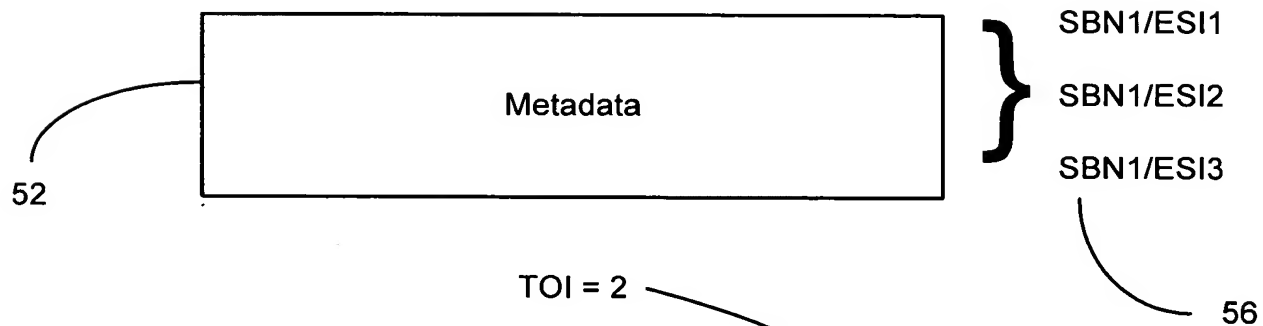 SBN1/ESI1
Metadata
SBN1/ESI2
SBN1/ESI3
52
TOI = 2
56